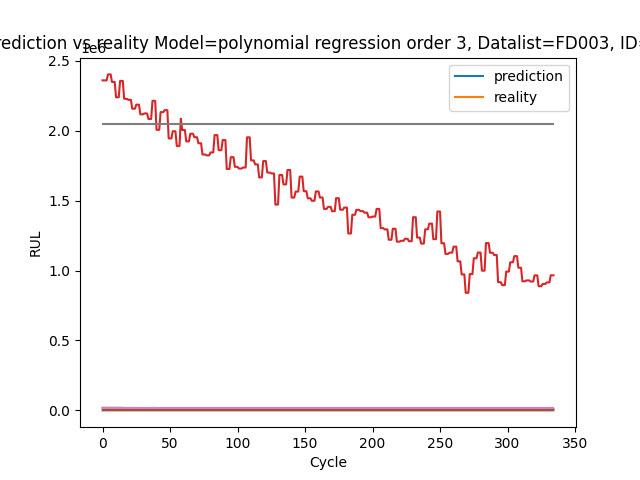 rediction vs reality Model=polynomial regression order 3, Datalist=FD003, ID=
1e6
2.5
2.0
1.5
1.0
0.5
0.0
RUL
prediction
reality
0 50 100 150 200 250 300 350
Cycle